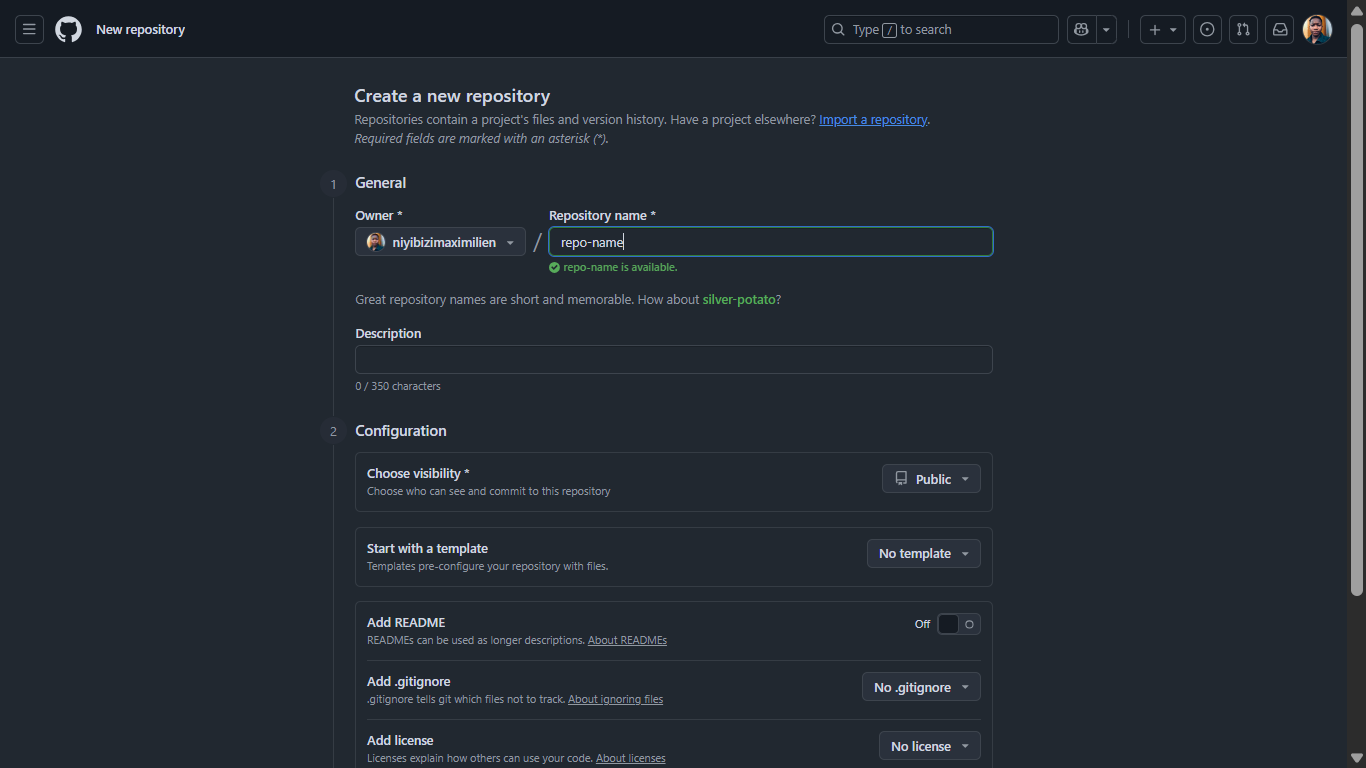 New repository
Type / to search
Create a new repository
Repositories contain a project's files and version history. Have a project elsewhere? Import a repository.
Required fields are marked with an asterisk (*).
1
General
Owner *
Repository name *
niyibizimaximilien
/
repo-name
repo-name is available.
Great repository names are short and memorable. How about silver-potato?
Description
0 / 350 characters
2
Configuration
Choose visibility *
Public
Choose who can see and commit to this repository
Start with a template
No template
Templates pre-configure your repository with files.
Add README
Off
READMEs can be used as longer descriptions. About READMEs
Add .gitignore
No .gitignore
.gitignore tells git which files not to track. About ignoring files
Add license
No license
Licenses explain how others can use your code. About licenses